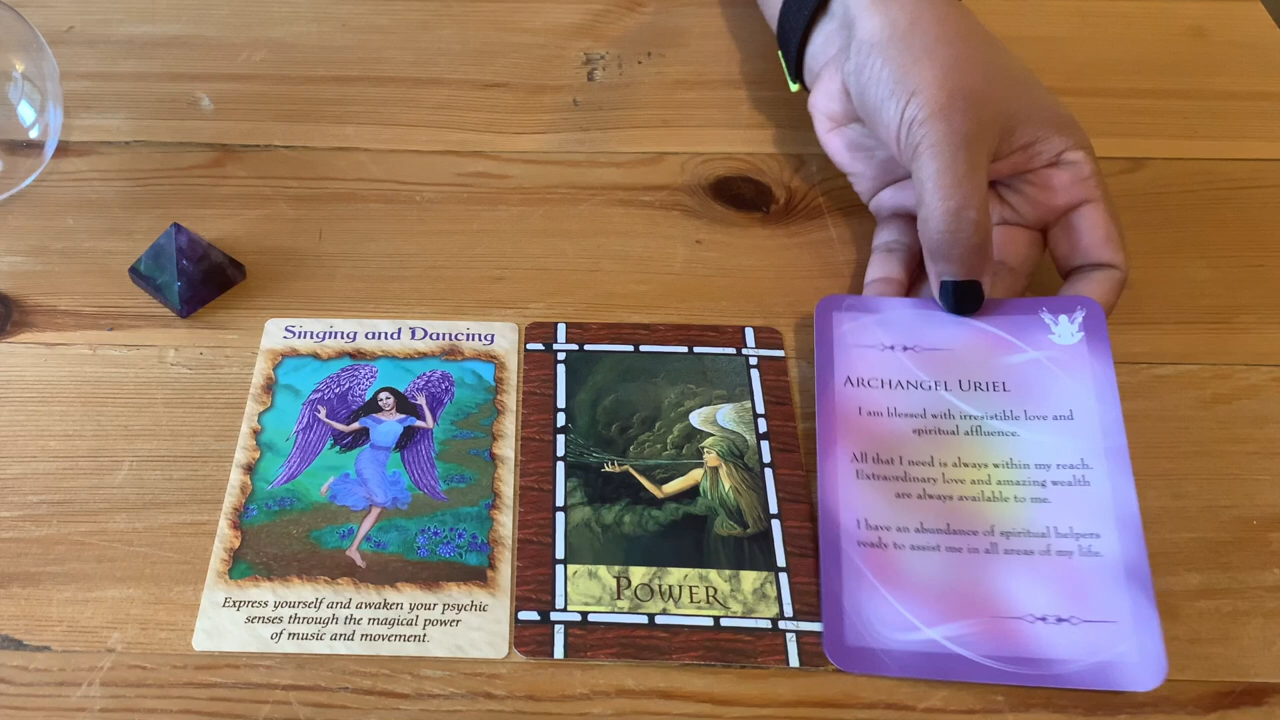 Singing and Dancing
Express yourself and awaken your psychic
senses through the magical power
of music and movement.
POWER
ARCHANGEL URIEL
I am blessed with irresistible love and
spiritual affluence.
All that I need is always within my reach.
Extraordinary love and amazing wealth
are always available to me.
I have an abundance of spiritual helpers
ready to assist me in all areas of my life.